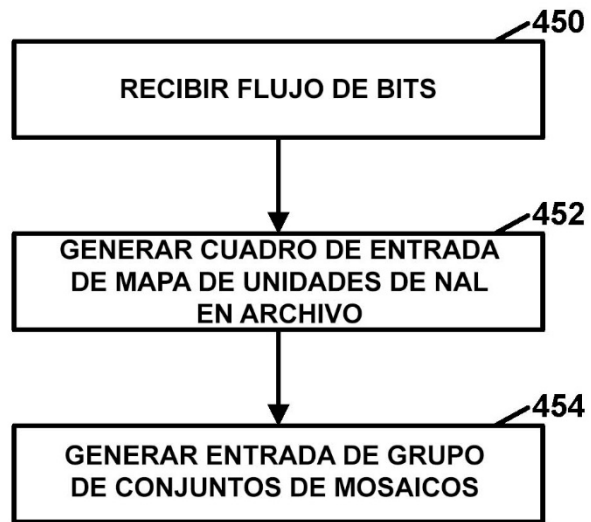 450
RECIBIR FLUJO DE BITS
452
GENERAR CUADRO DE ENTRADA
DE MAPA DE UNIDADES DE NAL
EN ARCHIVO
454
GENERAR ENTRADA DE GRUPO
DE CONJUNTOS DE MOSAICOS